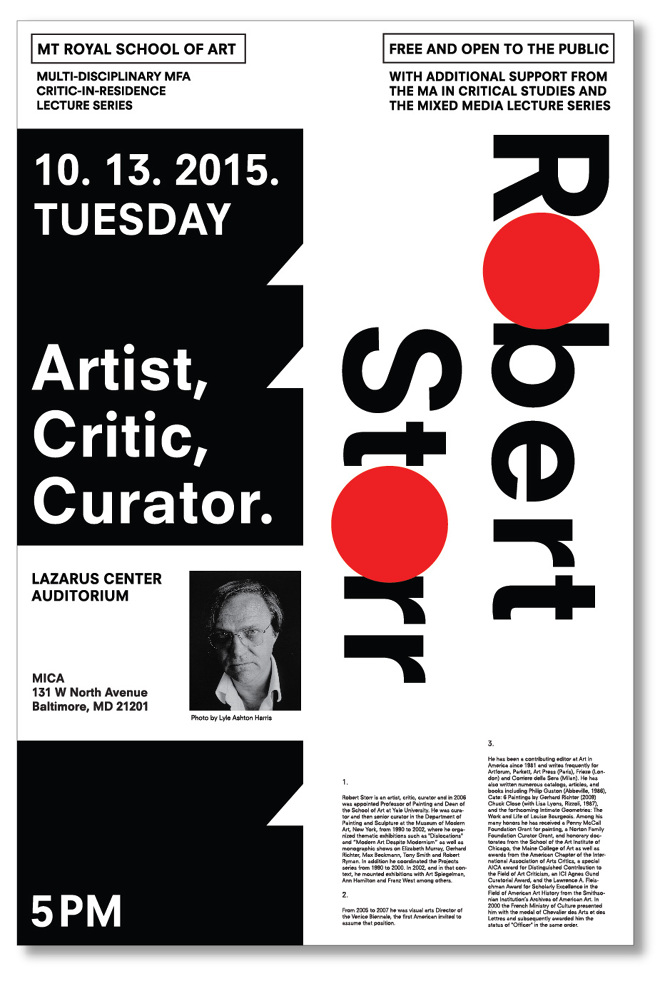 MT ROYAL SCHOOL OF ART
MULTI-DISCIPLINARY MFA
CRITIC-IN-RESIDENCE
LECTURE SERIES
FREE AND OPEN TO THE PUBLIC
WITH ADDITIONAL SUPPORT FROM
THE MA IN CRITICAL STUDIES AND
THE MIXED MEDIA LECTURE SERIES
10. 13. 2015.
TUESDAY
Artist,
Critic,
Curator.
Robert
Storr
LAZARUS CENTER
AUDITORIUM
MICA
131 W North Avenue
Baltimore, MD 21201
Photo by Lyle Ashton Harris
5PM
1.
Robert Storr is an artist, critic, curator and in 2006
was appointed Professor of Painting and Dean of
the School of Art at Yale University. He was cura-
tor and then senior curator in the Department of
Painting and Sculpture at the Museum of Modern
Art, New York, from 1990 to 2002, where he orga-
nized thematic exhibitions such as "Dislocations"
and "Modern Art Despite Modernism" as well as
monographic shows on Elizabeth Murray, Gerhard
Richter, Max Beckmann, Tony Smith and Robert
Ryman. In addition he coordinated the Projects
series from 1990 to 2000. In 2002, and in that con-
text, he mounted exhibitions with Art Spiegelman,
Ann Hamilton and Franz West among others.
2.
From 2005 to 2007 he was visual arts Director of
the Venice Biennale, the first American invited to
assume that position.
3.
He has been a contributing editor at Art in
America since 1981 and writes frequently for
Artforum, Parkett, Art Press (Paris), Frieze (Lon-
don) and Corriere della Sera (Milan). He has
also written numerous catalogs, articles, and
books including Philip Guston (Abbeville, 1986),
Cate: 6 Paintings by Gerhard Richter (2009)
Chuck Close (with Lisa Lyons, Rizzoli, 1987),
and the forthcoming Intimate Geometries: The
Work and Life of Louise Bourgeois. Among his
many honors he has received a Penny McCall
Foundation Grant for painting, a Norton Family
Foundation Curator Grant, and honorary doc-
torates from the School of the Art Institute of
Chicago, the Maine College of Art as well as
awards from the American Chapter of the Inter-
national Association of Arts Critics, a special
AICA award for Distinguished Contribution to
the Field of Art Criticism, an ICI Agnes Gund
Curatorial Award, and the Lawrence A. Fleis-
chman Award for Scholarly Excellence in the
Field of American Art History from the Smithso-
nian Institution's Archives of American Art. In
2000 the French Ministry of Culture presented
him with the medal of Chevalier des Arts et des
Lettres and subsequently awarded him the
status of "Officer" in the same order.